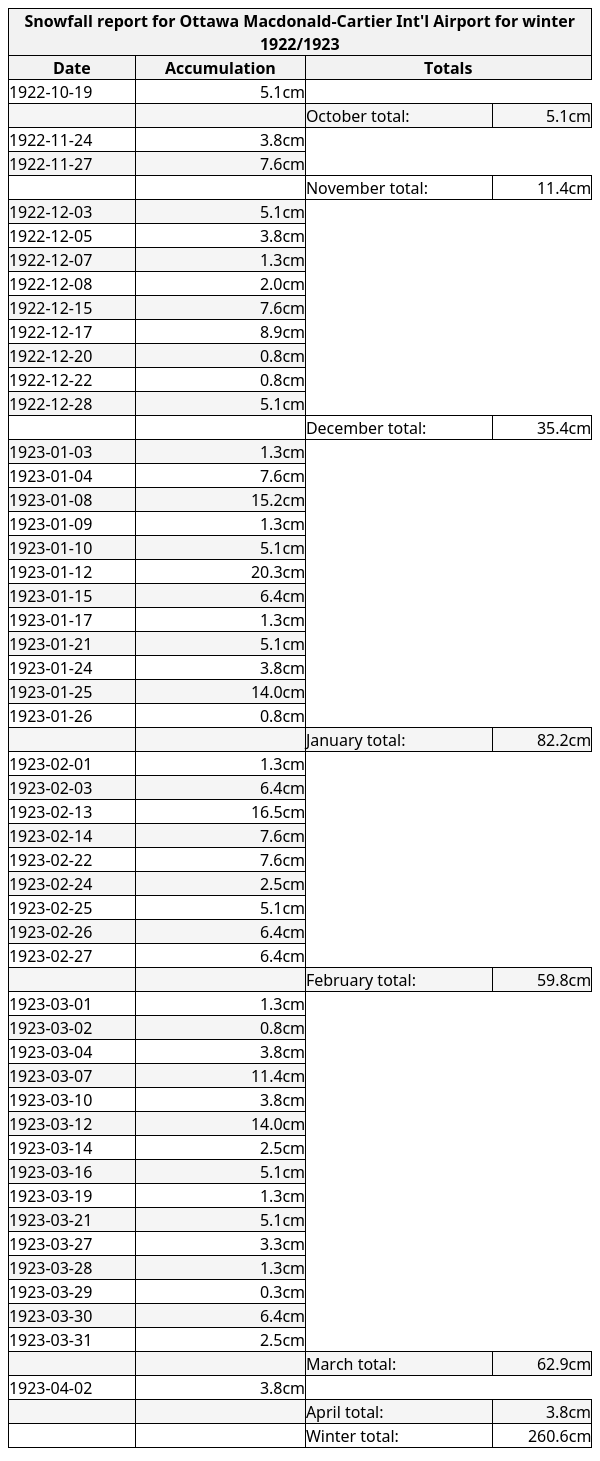 Snowfall report for Ottawa Macdonald-Cartier Int'l Airport for winter
1922/1923
Date Accumulation Totals
1922-10-19 5.1cm
October total: 5.1cm
1922-11-24 3.8cm
1922-11-27 7.6cm
November total: 11.4cm
1922-12-03 5.1cm
1922-12-05 3.8cm
1922-12-07 1.3cm
1922-12-08 2.0cm
1922-12-15 7.6cm
1922-12-17 8.9cm
1922-12-20 0.8cm
1922-12-22 0.8cm
1922-12-28 5.1cm
December total: 35.4cm
1923-01-03 1.3cm
1923-01-04 7.6cm
1923-01-08 15.2cm
1923-01-09 1.3cm
1923-01-10 5.1cm
1923-01-12 20.3cm
1923-01-15 6.4cm
1923-01-17 1.3cm
1923-01-21 5.1cm
1923-01-24 3.8cm
1923-01-25 14.0cm
1923-01-26 0.8cm
January total: 82.2cm
1923-02-01 1.3cm
1923-02-03 6.4cm
1923-02-13 16.5cm
1923-02-14 7.6cm
1923-02-22 7.6cm
1923-02-24 2.5cm
1923-02-25 5.1cm
1923-02-26 6.4cm
1923-02-27 6.4cm
February total: 59.8cm
1923-03-01 1.3cm
1923-03-02 0.8cm
1923-03-04 3.8cm
1923-03-07 11.4cm
1923-03-10 3.8cm
1923-03-12 14.0cm
1923-03-14 2.5cm
1923-03-16 5.1cm
1923-03-19 1.3cm
1923-03-21 5.1cm
1923-03-27 3.3cm
1923-03-28 1.3cm
1923-03-29 0.3cm
1923-03-30 6.4cm
1923-03-31 2.5cm
March total: 62.9cm
1923-04-02 3.8cm
April total: 3.8cm
Winter total: 260.6cm